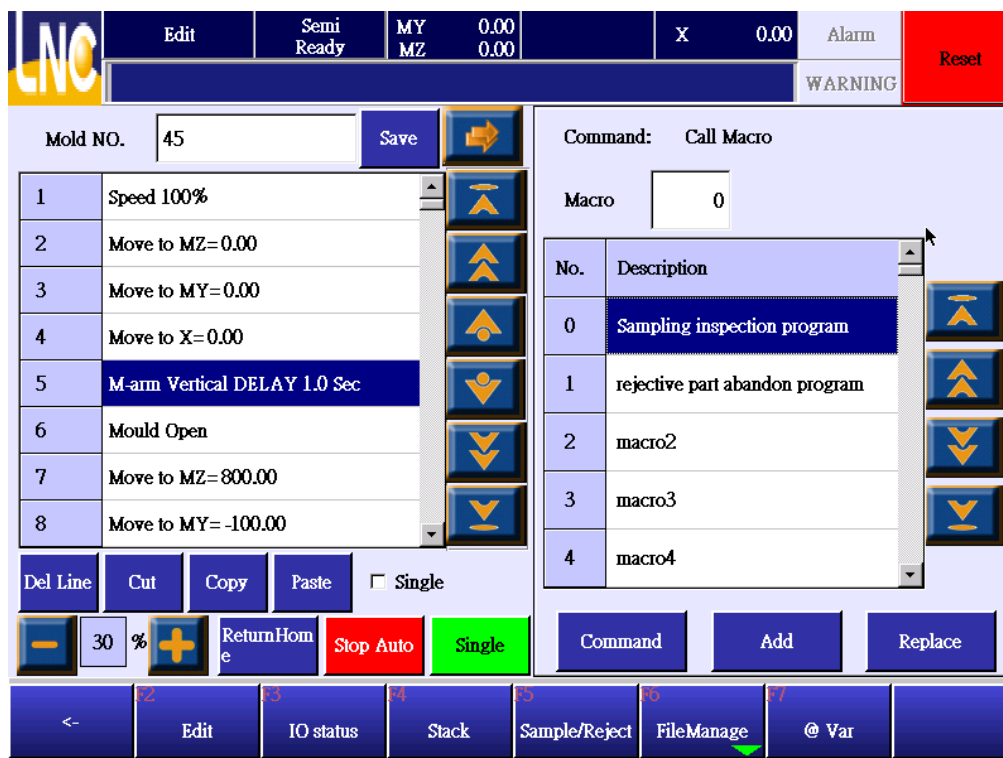 LNC
Edit
Semi Ready
MY 0.00
MZ 0.00
X 0.00
Alarm
WARNING
Reset
Mold NO. 45 Save
1 Speed 100%
2 Move to MZ=0.00
3 Move to MY=0.00
4 Move to X=0.00
5 M-arm Vertical DELAY 1.0 Sec
6 Mould Open
7 Move to MZ=800.00
8 Move to MY=-100.00
Del Line Cut Copy Paste Single
30 % ReturnHome Stop Auto Single
Command: Call Macro
Macro 0
No. Description
0 Sampling inspection program
1 rejective part abandon program
2 macro2
3 macro3
4 macro4
Command Add Replace
<-
F2 Edit
F3 IO status
F4 Stack
F5 Sample/Reject
F6 FileManage
F7 @ Var